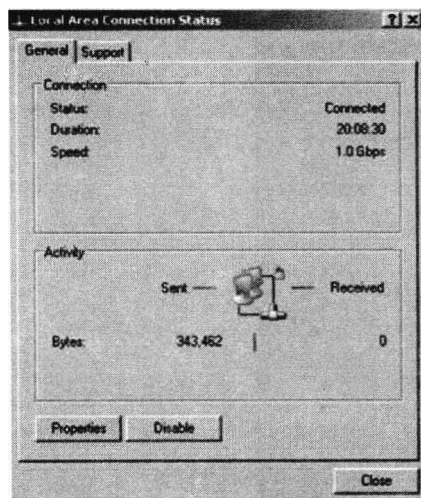 Local Area Connection Status
General Support
Connection
Status: Connected
Duration: 20:08:30
Speed: 1.0 Gbps
Activity
Sent — — Received
Bytes: 343,462 | 0
Properties Disable
Close